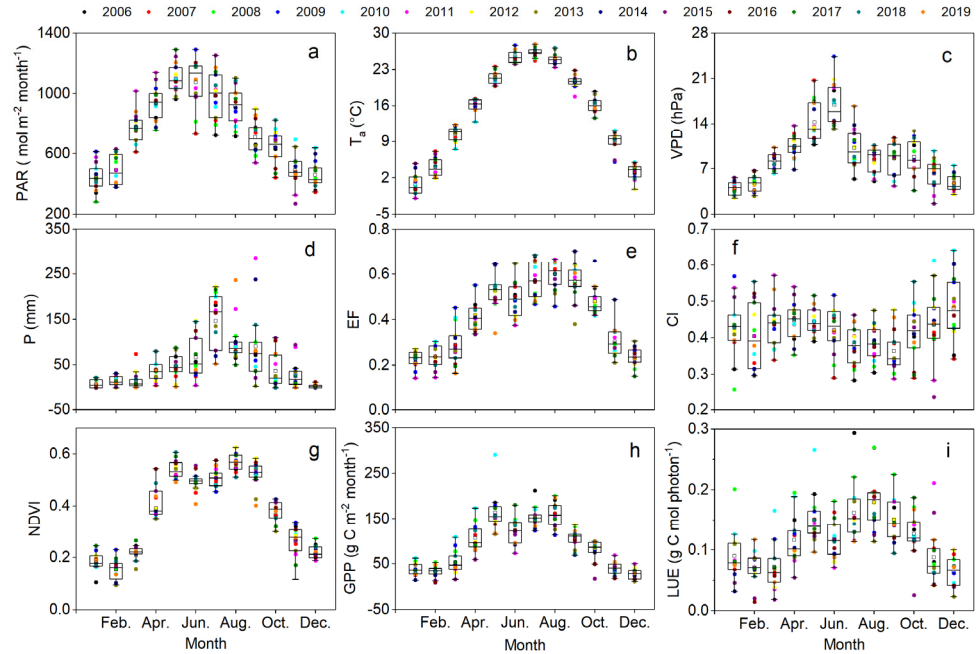 2006 2007 2008 2009 2010 2011 2012 2013 2014 2015 2016 2017 2018 2019
a
PAR ( mol m⁻² month⁻¹)
1400
1000
600
200
b
Tₐ (°C)
30
23
16
9
2
-5
c
VPD (hPa)
28
21
14
7
0
d
P (mm)
350
250
150
50
-50
e
EF
0.8
0.6
0.4
0.2
0.0
f
CI
0.7
0.6
0.5
0.4
0.3
0.2
g
NDVI
0.6
0.4
0.2
0.0
Feb. Apr. Jun. Aug. Oct. Dec.
Month
h
GPP (g C m⁻² month⁻¹)
350
250
150
50
-50
Feb. Apr. Jun. Aug. Oct. Dec.
Month
i
LUE (g C mol photon⁻¹)
0.3
0.2
0.1
0.0
Feb. Apr. Jun. Aug. Oct. Dec.
Month